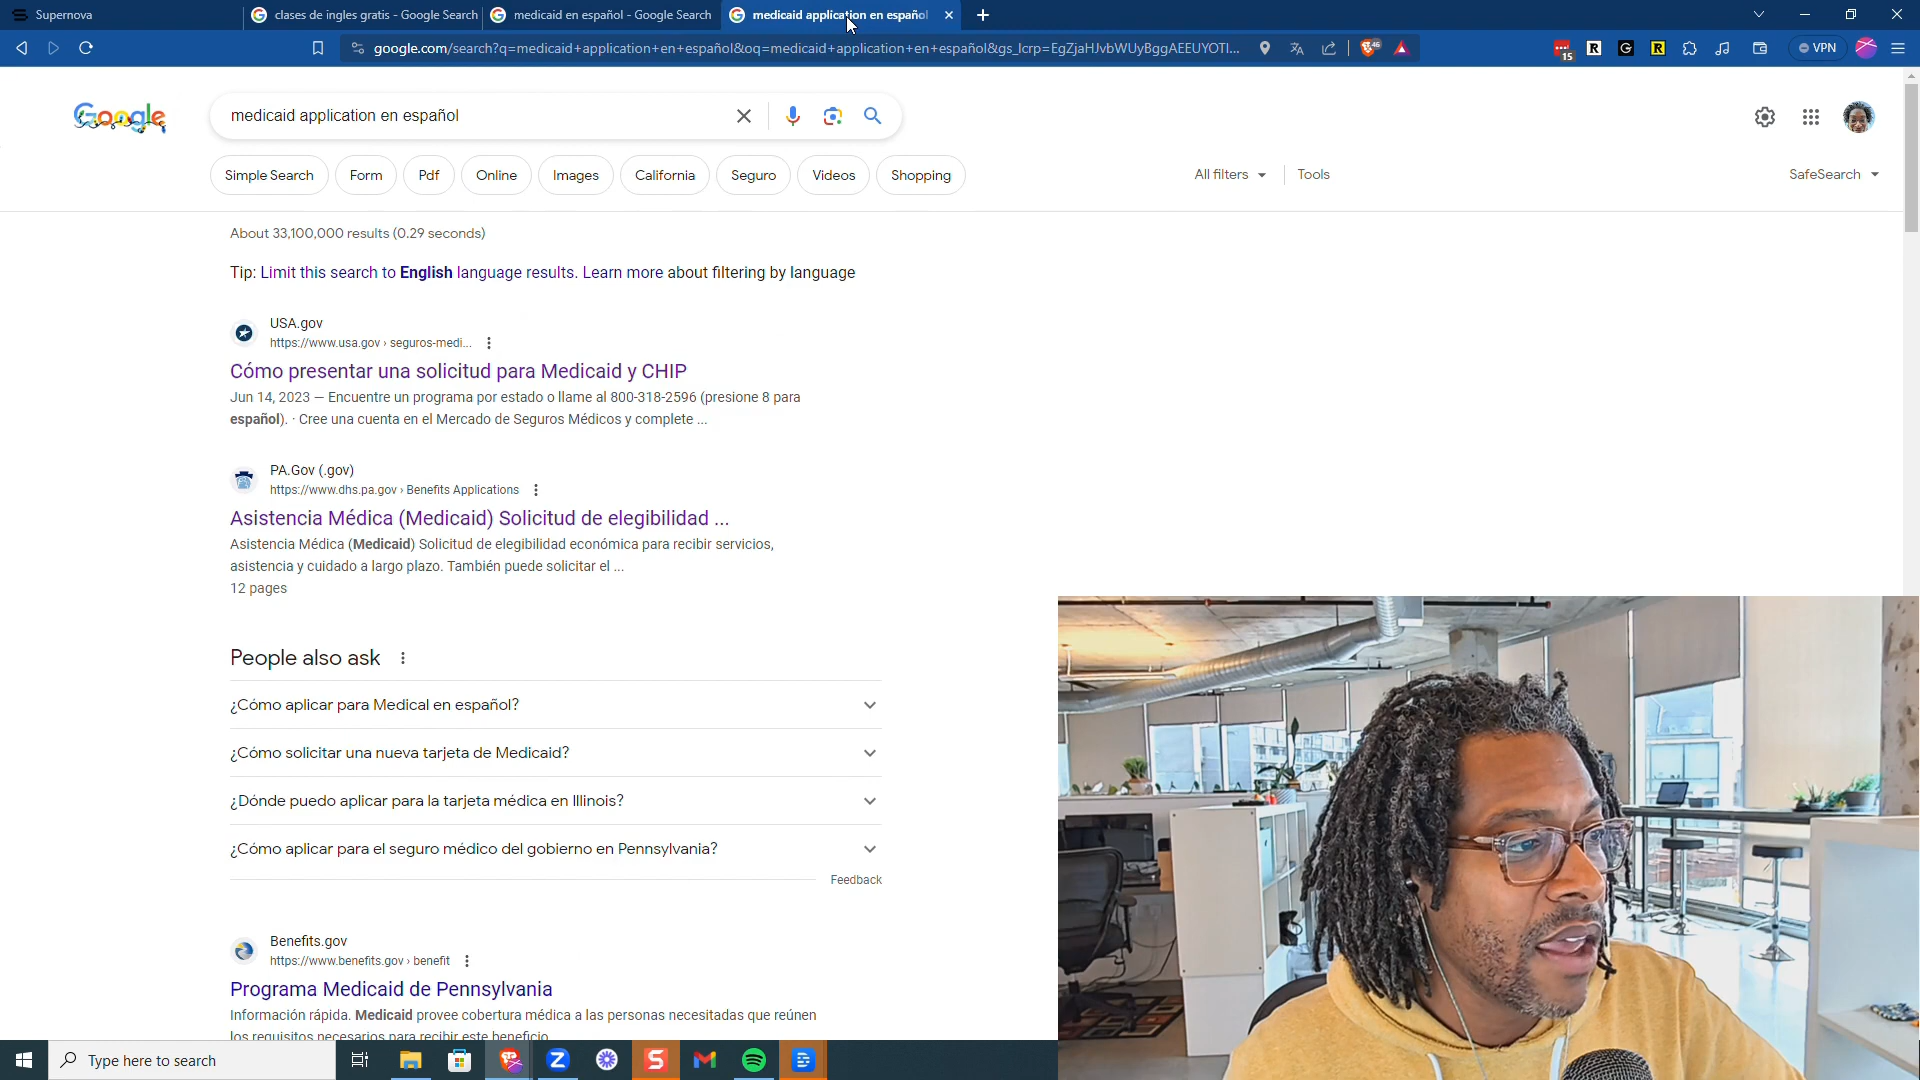 Supernova
clases de ingles gratis - Google Search
medicaid en español - Google Search
medicaid application en español
google.com/search?q=medicaid+application+en+español&oq=medicaid+application+en+español&gs_lcrp=EgZjaHJvbWUyBggAEEUYOTI...
46
15
VPN
Google
medicaid application en español
Simple Search
Form
Pdf
Online
Images
California
Seguro
Videos
Shopping
All filters
Tools
SafeSearch
About 33,100,000 results (0.29 seconds)
Tip: Limit this search to English language results. Learn more about filtering by language
USA.gov
https://www.usa.gov › seguros-medi...
Cómo presentar una solicitud para Medicaid y CHIP
Jun 14, 2023 — Encuentre un programa por estado o llame al 800-318-2596 (presione 8 para
español). · Cree una cuenta en el Mercado de Seguros Médicos y complete ...
PA.Gov (.gov)
https://www.dhs.pa.gov › Benefits Applications
Asistencia Médica (Medicaid) Solicitud de elegibilidad ...
Asistencia Médica (Medicaid) Solicitud de elegibilidad económica para recibir servicios,
asistencia y cuidado a largo plazo. También puede solicitar el ...
12 pages
People also ask
¿Cómo aplicar para Medical en español?
¿Cómo solicitar una nueva tarjeta de Medicaid?
¿Dónde puedo aplicar para la tarjeta médica en Illinois?
¿Cómo aplicar para el seguro médico del gobierno en Pennsylvania?
Feedback
Benefits.gov
https://www.benefits.gov › benefit
Programa Medicaid de Pennsylvania
Información rápida. Medicaid provee cobertura médica a las personas necesitadas que reúnen
los requisitos necesarios para recibir este beneficio
Type here to search